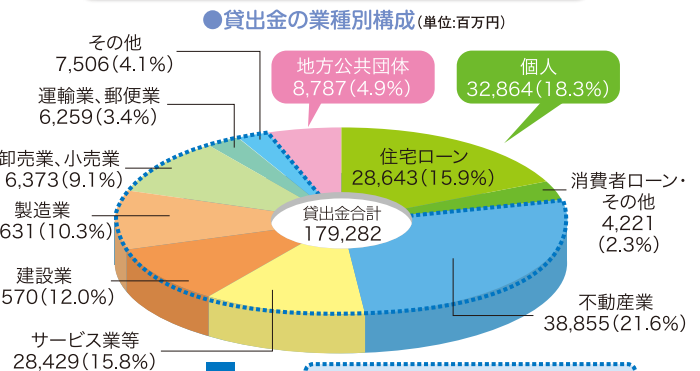 ●貸出金の業種別構成(単位:百万円)
その他
7,506(4.1%)
地方公共団体
8,787(4.9%)
個人
32,864(18.3%)
運輸業、郵便業
6,259(3.4%)
卸売業、小売業
6,373(9.1%)
製造業
631(10.3%)
建設業
570(12.0%)
サービス業等
28,429(15.8%)
住宅ローン
28,643(15.9%)
消費者ローン・
その他
4,221
(2.3%)
貸出金合計
179,282
不動産業
38,855(21.6%)